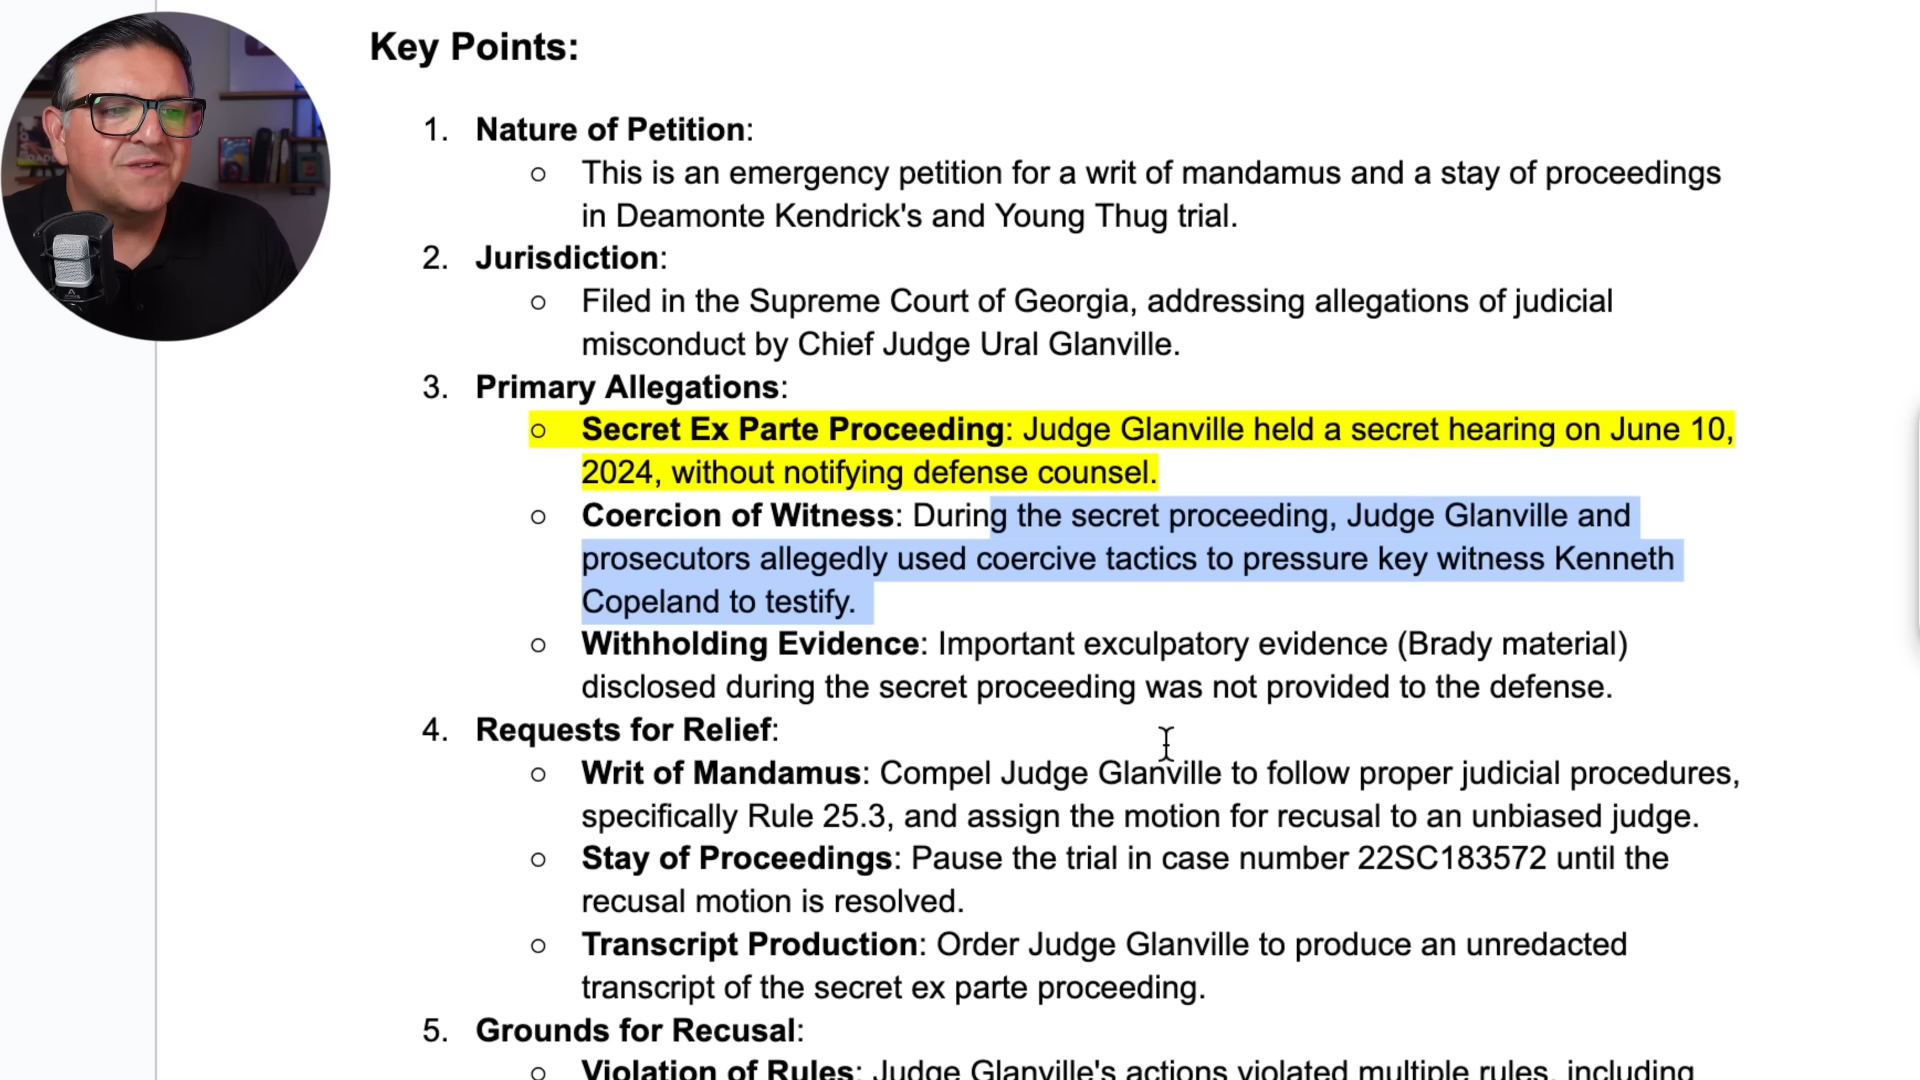 Key Points:
1. Nature of Petition:
○ This is an emergency petition for a writ of mandamus and a stay of proceedings
in Deamonte Kendrick's and Young Thug trial.
2. Jurisdiction:
○ Filed in the Supreme Court of Georgia, addressing allegations of judicial
misconduct by Chief Judge Ural Glanville.
3. Primary Allegations:
○ Secret Ex Parte Proceeding: Judge Glanville held a secret hearing on June 10,
2024, without notifying defense counsel.
○ Coercion of Witness: During the secret proceeding, Judge Glanville and
prosecutors allegedly used coercive tactics to pressure key witness Kenneth
Copeland to testify.
○ Withholding Evidence: Important exculpatory evidence (Brady material)
disclosed during the secret proceeding was not provided to the defense.
4. Requests for Relief:
○ Writ of Mandamus: Compel Judge Glanville to follow proper judicial procedures,
specifically Rule 25.3, and assign the motion for recusal to an unbiased judge.
○ Stay of Proceedings: Pause the trial in case number 22SC183572 until the
recusal motion is resolved.
○ Transcript Production: Order Judge Glanville to produce an unredacted
transcript of the secret ex parte proceeding.
5. Grounds for Recusal:
○ Violation of Rules: Judge Glanville's actions violated multiple rules, including